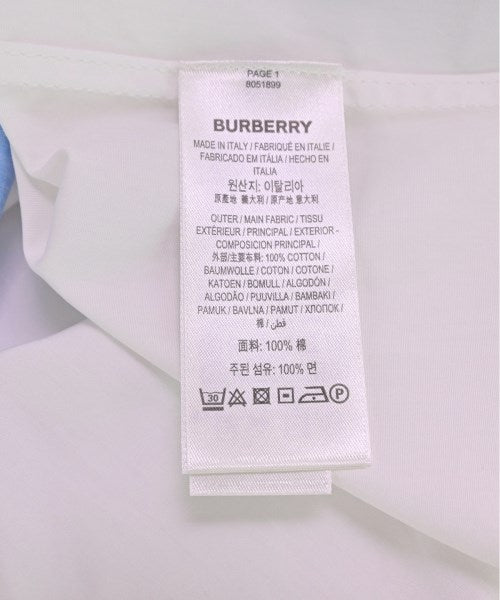 PAGE 1
8051899
BURBERRY
MADE IN ITALY / FABRIQUÉ EN ITALIE /
FABRICADO EM ITÁLIA / HECHO EN
ITALIA
원산지: 이탈리아
原產地 義大利 / 原产地 意大利
OUTER / MAIN FABRIC / TISSU
EXTÉRIEUR / PRINCIPAL / EXTERIOR -
COMPOSICIÓN PRINCIPAL /
外部/主要布料: 100% COTTON /
BAUMWOLLE / COTON / COTONE /
KATOEN / BOMULL / ALGODÓN /
ALGODÃO / PUUVILLA / BAMBAKI /
PAMUK / BAVLNA / PAMUT / ХЛОПОК /
棉 / قطن /
面料: 100% 棉
주된 섬유: 100% 면
30 P